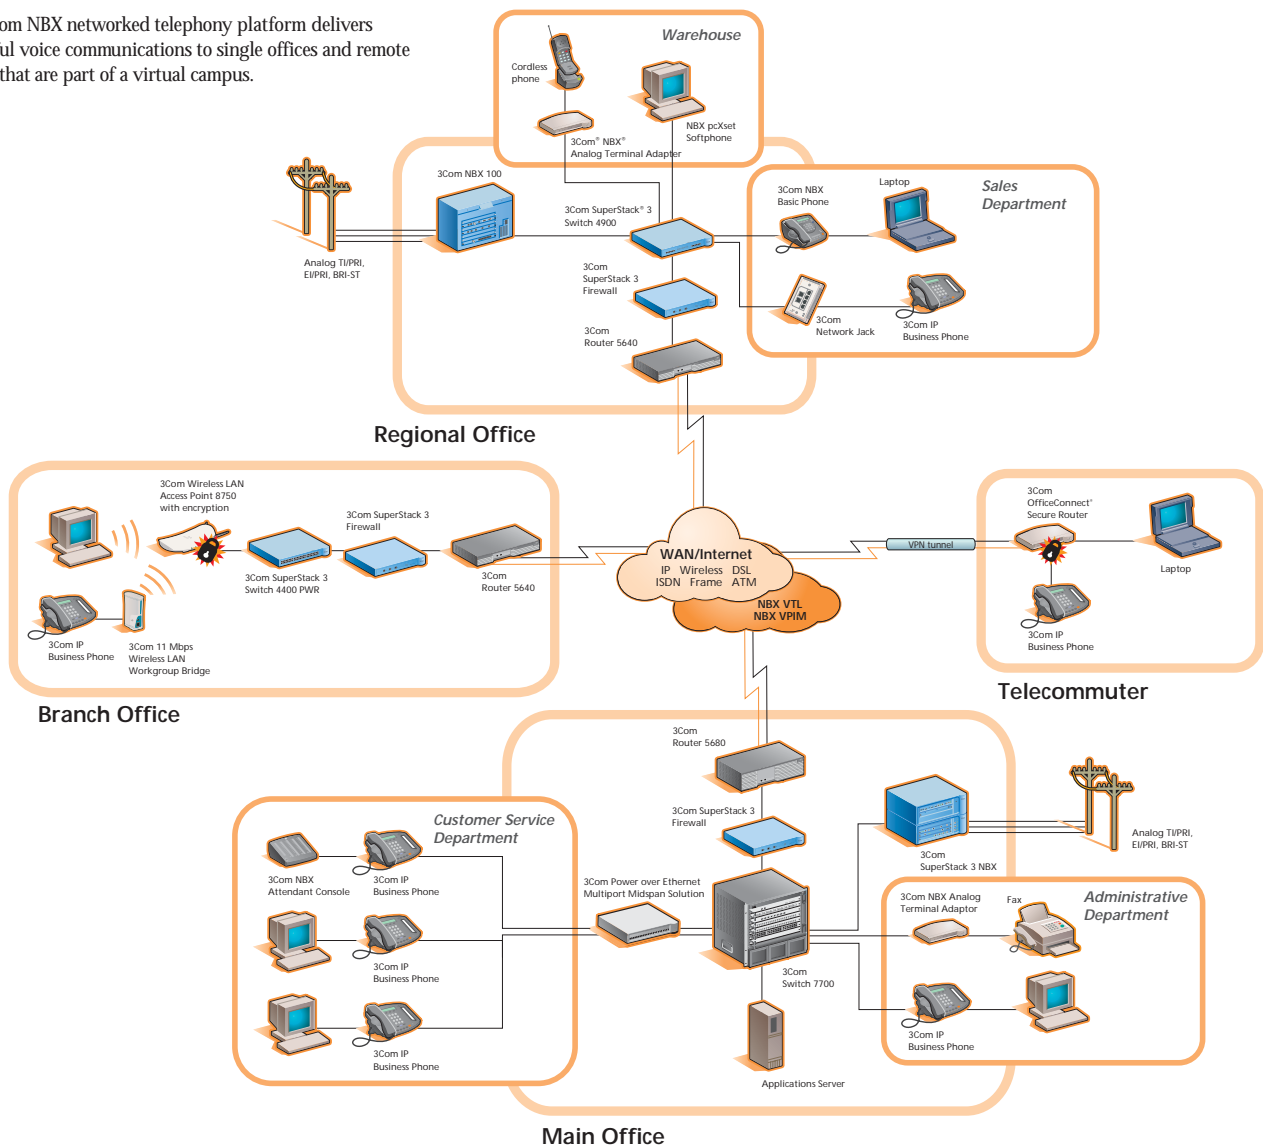 om NBX networked telephony platform delivers
ul voice communications to single offices and remote
that are part of a virtual campus.
Warehouse
Cordless
phone
3Com® NBX®
Analog Terminal Adapter
NBX pcXset
Softphone
3Com NBX 100
Analog TI/PRI,
EI/PRI, BRI-ST
3Com SuperStack® 3
Switch 4900
3Com
SuperStack 3
Firewall
3Com
Router 5640
Sales
Department
3Com NBX
Basic Phone
Laptop
3Com
Network Jack
3Com IP
Business Phone
Regional Office
3Com Wireless LAN
Access Point 8750
with encryption
3Com SuperStack 3
Switch 4400 PWR
3Com SuperStack 3
Firewall
3Com
Router 5640
3Com IP
Business Phone
3Com 11 Mbps
Wireless LAN
Workgroup Bridge
Branch Office
WAN/Internet
IP Wireless DSL
ISDN Frame ATM
NBX VTL
NBX VPIM
VPN tunnel
3Com
OfficeConnect®
Secure Router
Laptop
3Com IP
Business Phone
Telecommuter
3Com
Router 5680
3Com SuperStack 3
Firewall
Customer Service
Department
3Com NBX
Attendant Console
3Com IP
Business Phone
3Com IP
Business Phone
3Com IP
Business Phone
3Com Power over Ethernet
Multiport Midspan Solution
3Com
Switch 7700
Applications Server
3Com
SuperStack 3 NBX
Analog TI/PRI,
EI/PRI, BRI-ST
Administrative
Department
3Com NBX Analog
Terminal Adaptor
Fax
3Com IP
Business Phone
Main Office